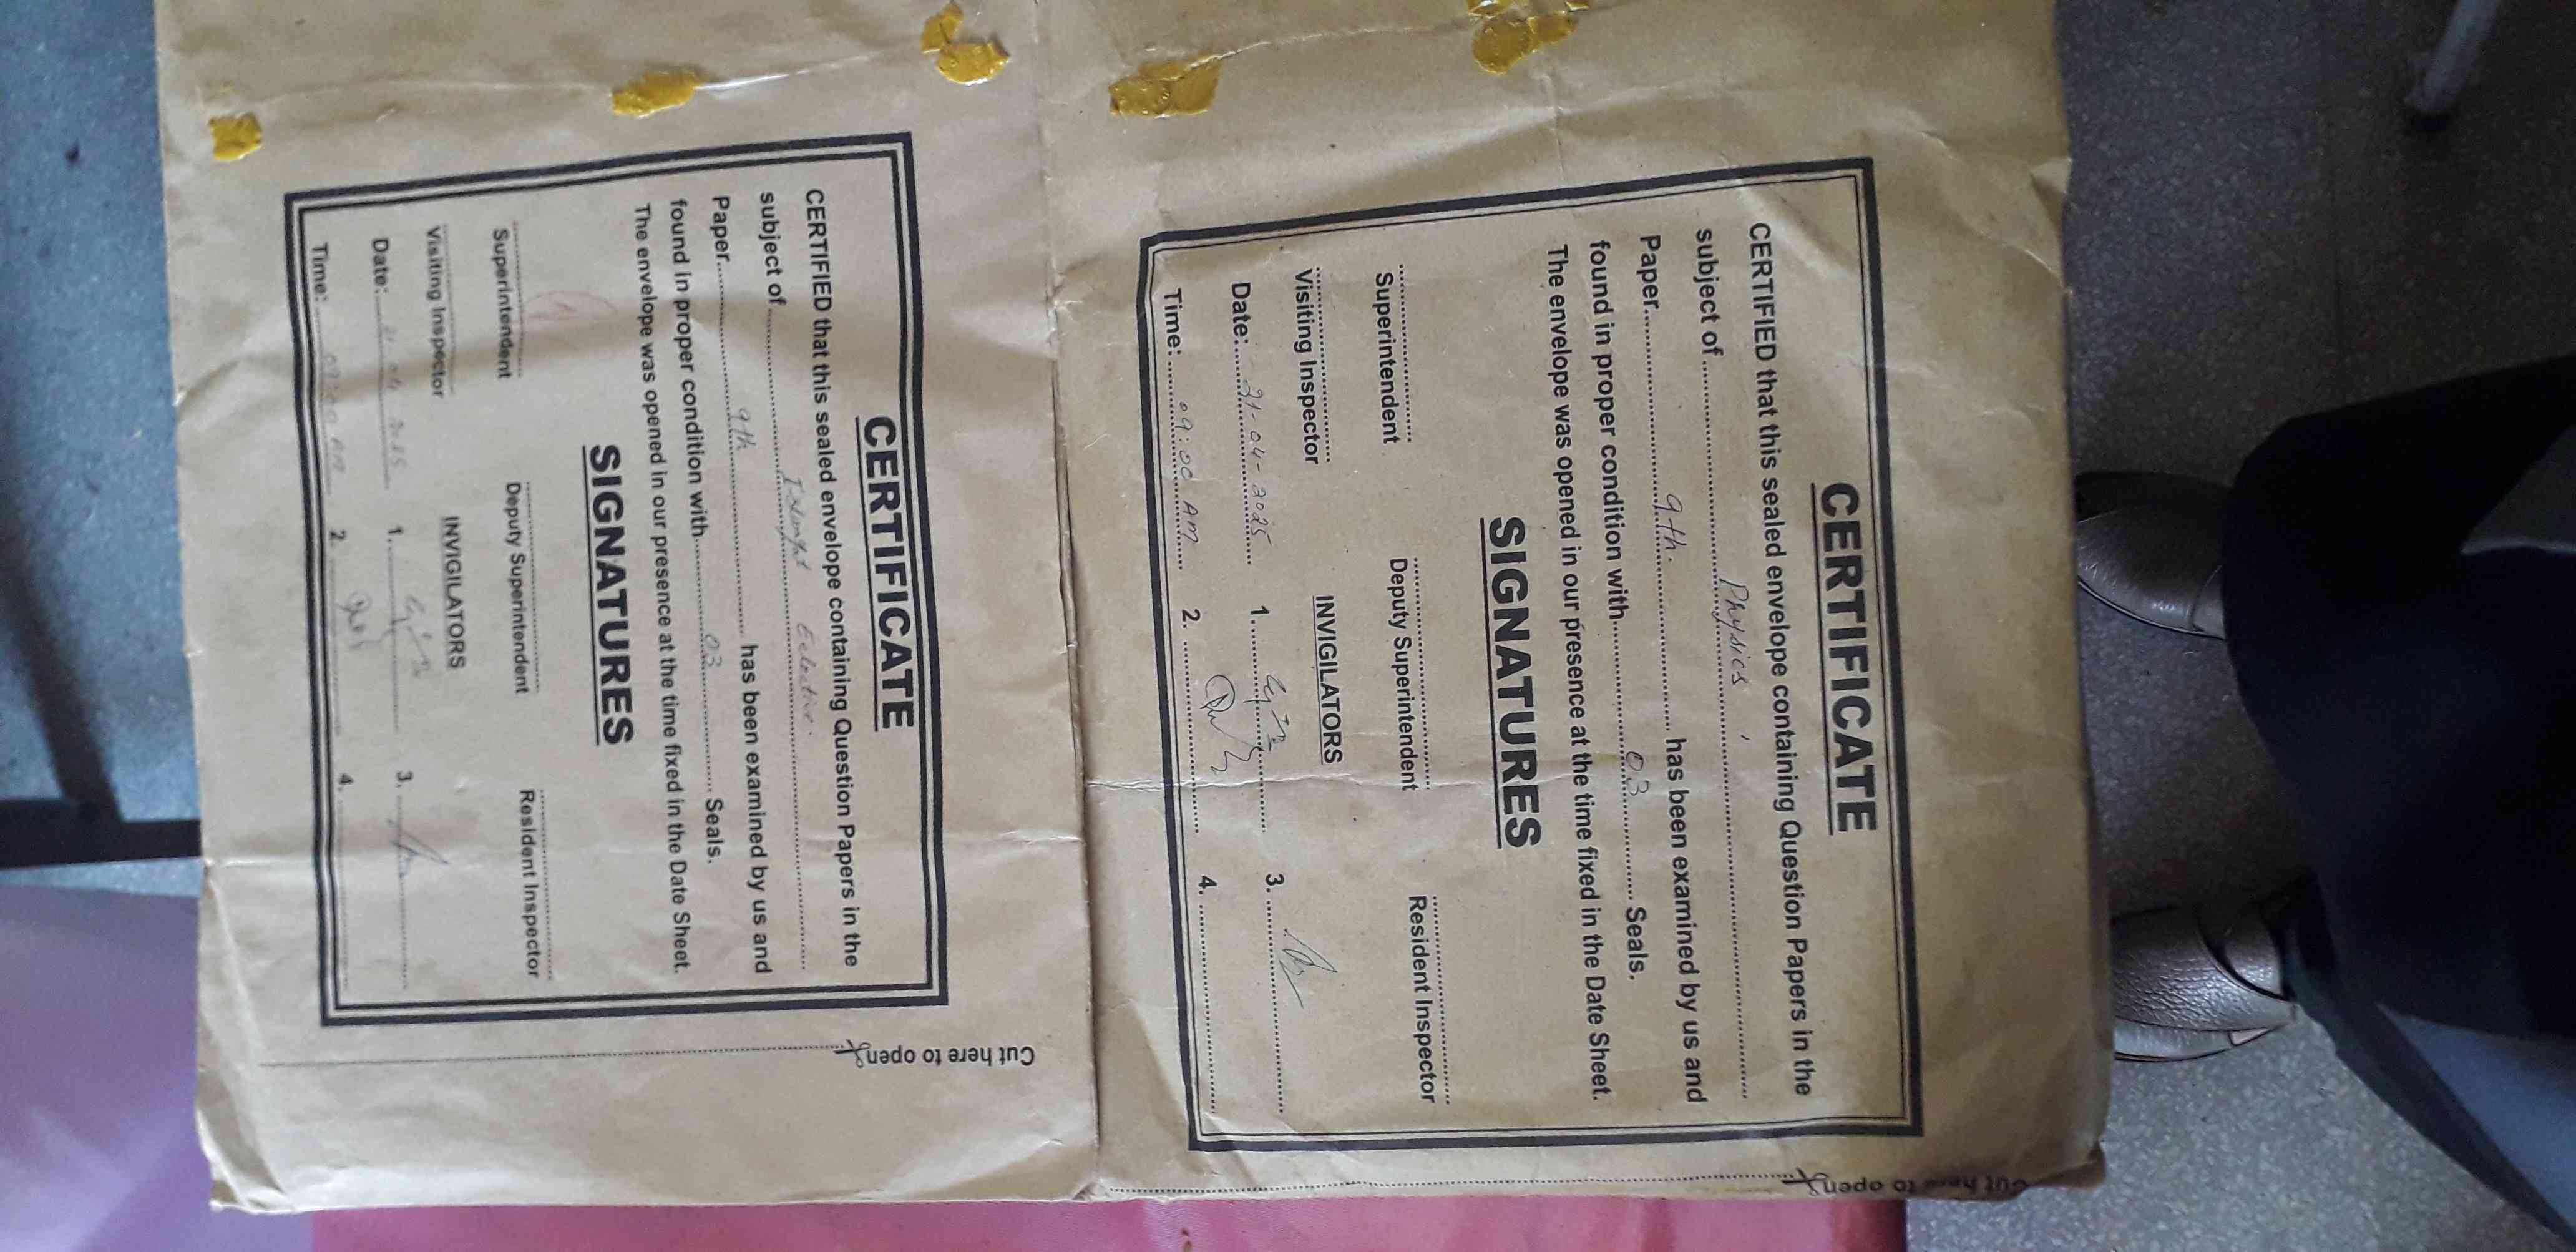 CERTIFICATE
CERTIFIED that this sealed envelope containing Question Papers in the
subject of Physics
Paper 9th. has been examined by us and
found in proper condition with 03 Seals.
The envelope was opened in our presence at the time fixed in the Date Sheet.
SIGNATURES
Superintendent Deputy Superintendent Resident Inspector
Visiting Inspector INVIGILATORS
Date: 21-04-2025 1. 3.
Time: 09:00 AM 2. 4.
Cut here to open
CERTIFICATE
CERTIFIED that this sealed envelope containing Question Papers in the
subject of
Paper 9th has been examined by us and
found in proper condition with 03 Seals.
The envelope was opened in our presence at the time fixed in the Date Sheet.
SIGNATURES
Superintendent Deputy Superintendent Resident Inspector
Visiting Inspector INVIGILATORS
Date: 21 04 2025 1. 3.
Time: 09:00 AM 2. 4.
Cut here to open